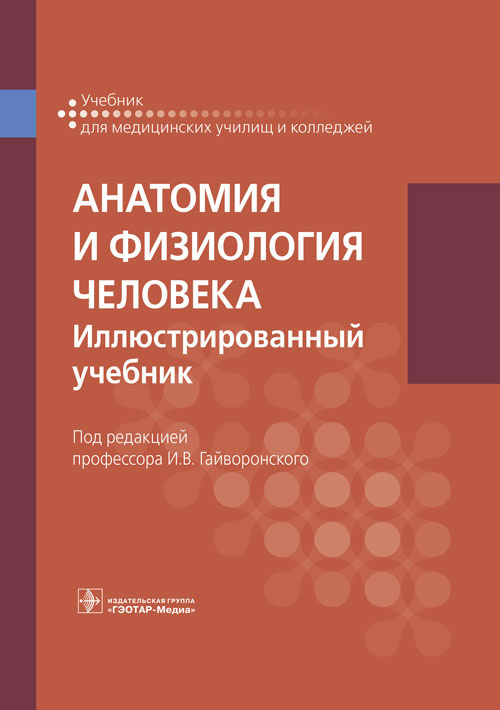 Учебник
для медицинских училищ и колледжей
АНАТОМИЯ
И ФИЗИОЛОГИЯ
ЧЕЛОВЕКА
Иллюстрированный
учебник
Под редакцией
профессора И.В. Гайворонского
ИЗДАТЕЛЬСКАЯ ГРУППА
«ГЭОТАР-Медиа»